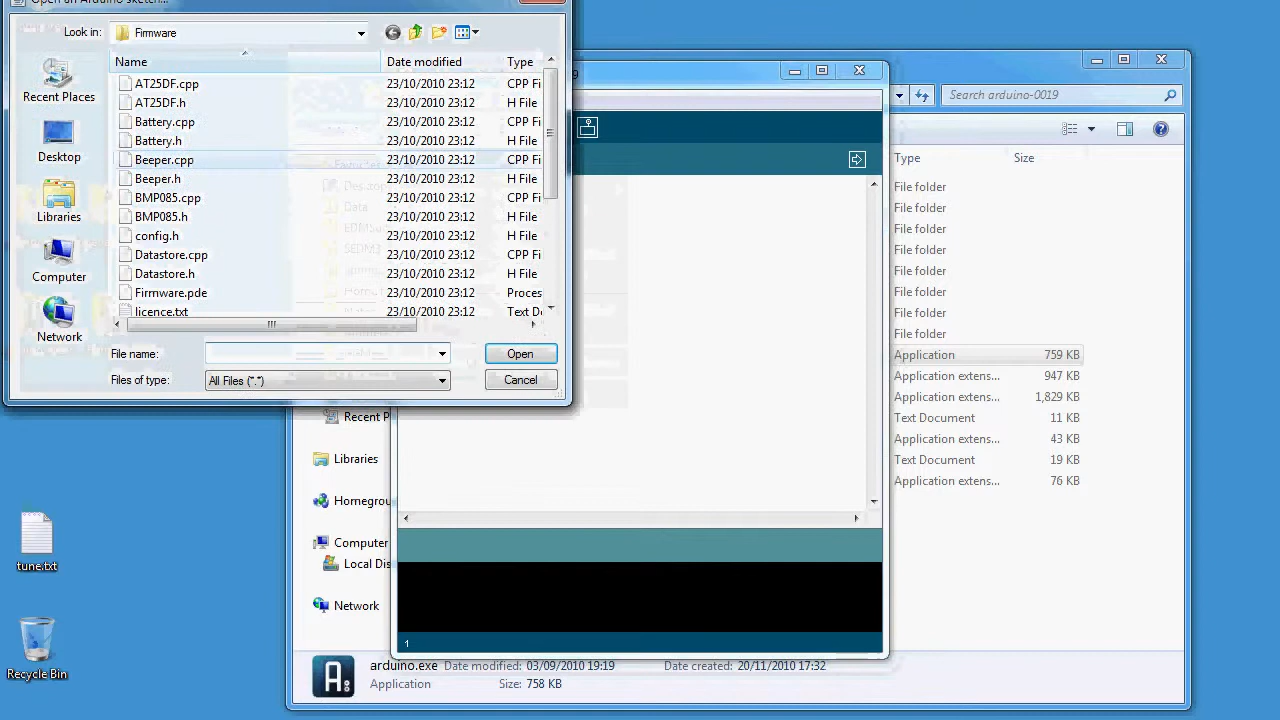 Open an Arduino sketch...
Look in: Firmware
Name Date modified Type
AT25DF.cpp 23/10/2010 23:12 CPP Fi
AT25DF.h 23/10/2010 23:12 H File
Battery.cpp 23/10/2010 23:12 CPP Fi
Battery.h 23/10/2010 23:12 H File
Beeper.cpp 23/10/2010 23:12 CPP Fi
Beeper.h 23/10/2010 23:12 H File
BMP085.cpp 23/10/2010 23:12 CPP Fi
BMP085.h 23/10/2010 23:12 H File
config.h 23/10/2010 23:12 H File
Datastore.cpp 23/10/2010 23:12 CPP Fi
Datastore.h 23/10/2010 23:12 H File
Firmware.pde 23/10/2010 23:12 Proces
licence.txt 23/10/2010 23:12 Text D
Recent Places
Desktop
Libraries
Computer
Network
File name:
Open
Files of type: All Files (*.*)
Cancel
Search arduino-0019
Type Size
File folder
File folder
File folder
File folder
File folder
File folder
File folder
File folder
Application 759 KB
Application extens... 947 KB
Application extens... 1,829 KB
Text Document 11 KB
Application extens... 43 KB
Text Document 19 KB
Application extens... 76 KB
Recent P
Libraries
Homegrou
Computer
Local Dis
Network
1
arduino.exe Date modified: 03/09/2010 19:19 Date created: 20/11/2010 17:32
Application Size: 758 KB
tune.txt
Recycle Bin